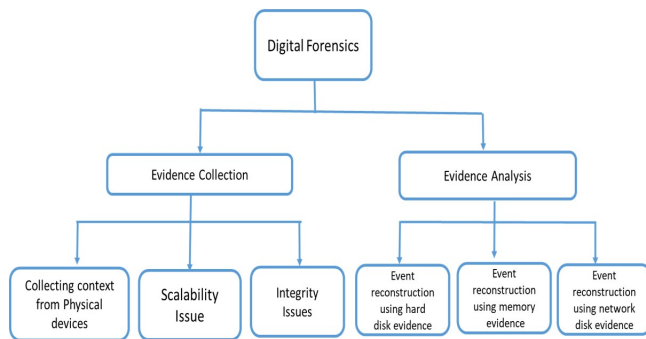 Digital Forensics
Evidence Collection
Evidence Analysis
Collecting context
from Physical
devices
Scalability
Issue
Integrity
Issues
Event
reconstruction
using hard
disk evidence
Event
reconstruction
using memory
evidence
Event
reconstruction
using network
disk evidence